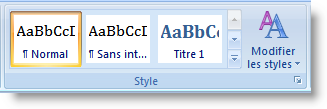 AaBbCcI AaBbCcI AaBbC
¶ Normal ¶ Sans int... Titre 1
Modifier
les styles
Style